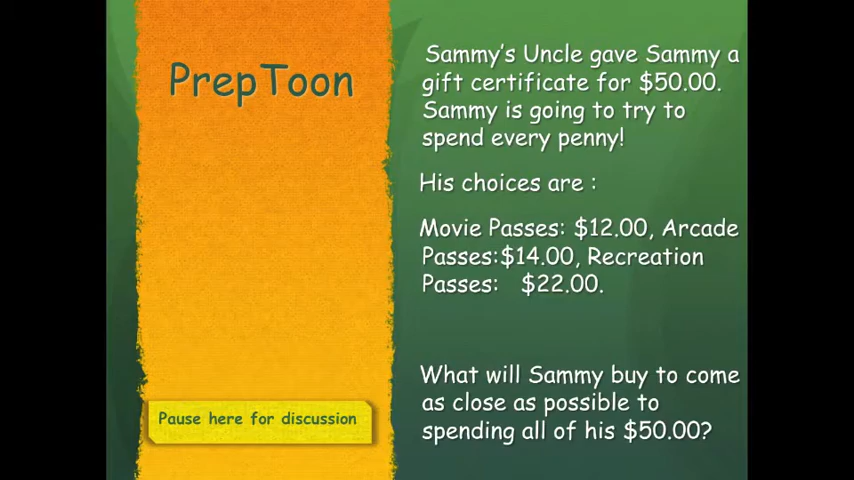 PrepToon
Pause here for discussion
Sammy's Uncle gave Sammy a
gift certificate for $50.00.
Sammy is going to try to
spend every penny!
His choices are :
Movie Passes: $12.00, Arcade
Passes:$14.00, Recreation
Passes: $22.00.
What will Sammy buy to come
as close as possible to
spending all of his $50.00?